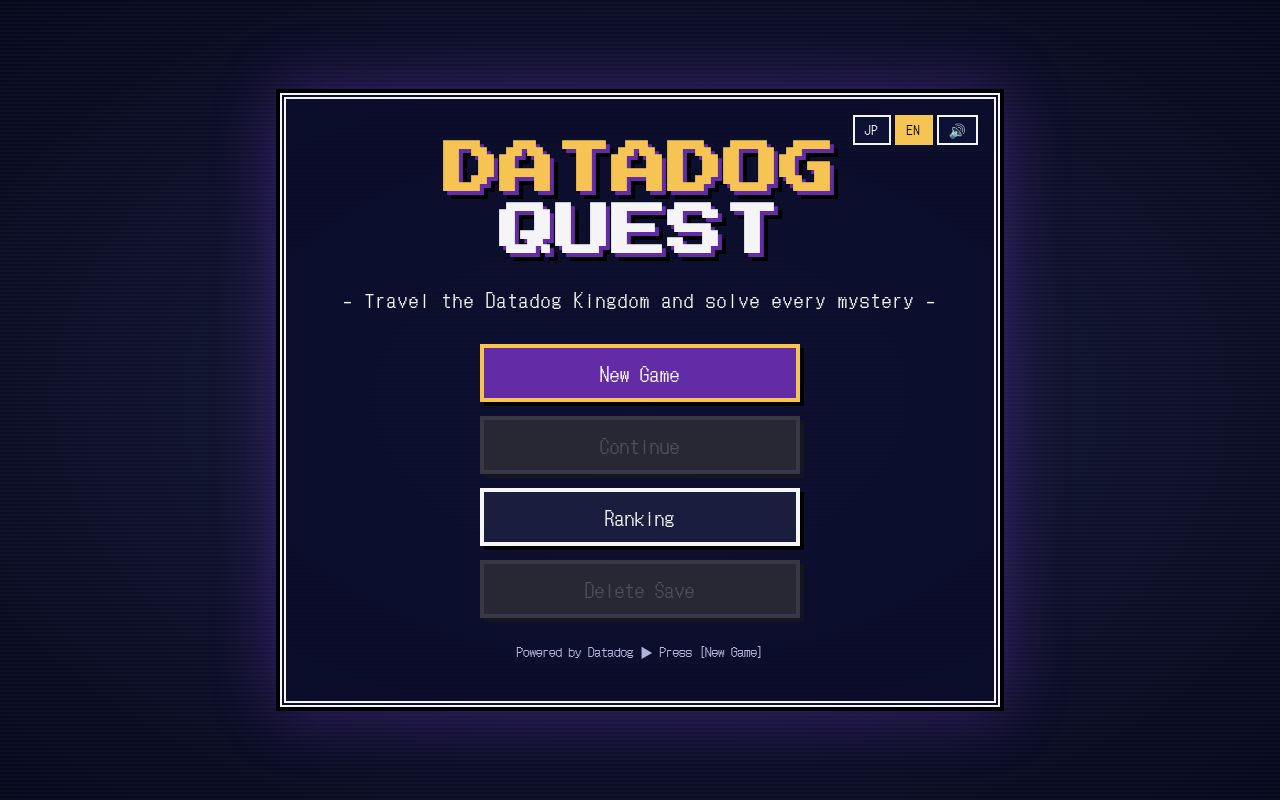 JP EN
DATADOG
QUEST
– Travel the Datadog Kingdom and solve every mystery –
New Game
Continue
Ranking
Delete Save
Powered by Datadog ▶ Press [New Game]